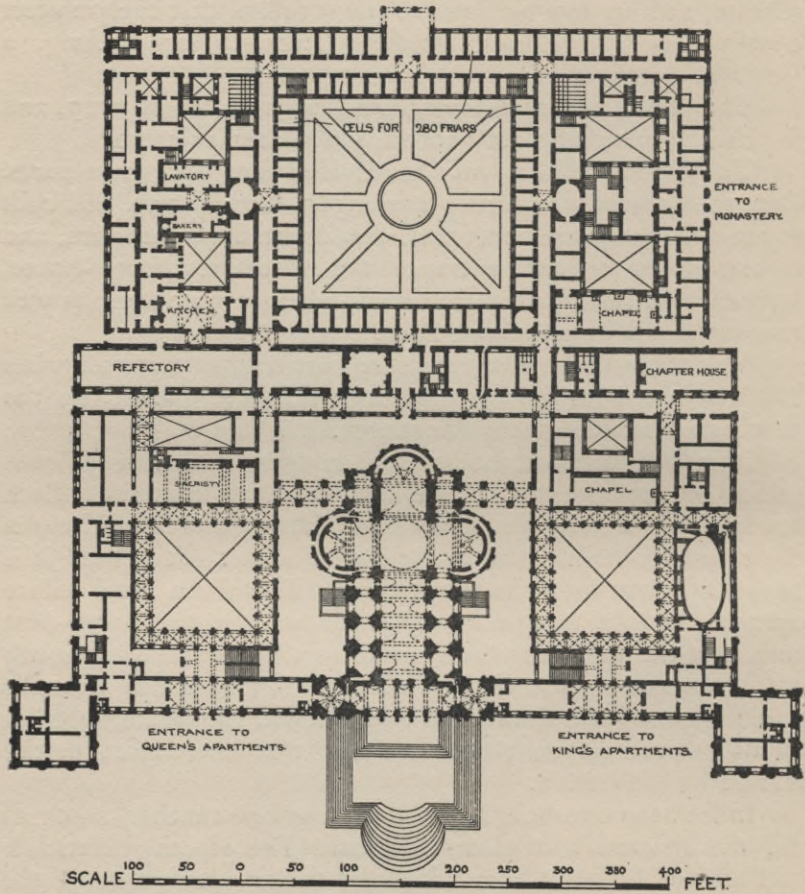 CELLS FOR 280 FRIARS
LAVATORY
ENTRANCE
TO
MONASTERY.
BAKERY
KITCHEN
CHAPEL
REFECTORY
CHAPTER HOUSE
SACRISTY
CHAPEL
ENTRANCE TO
QUEEN'S APARTMENTS.
ENTRANCE TO
KING'S APARTMENTS.
SCALE 100 50 0 50 100 200 250 300 350 400 FEET.